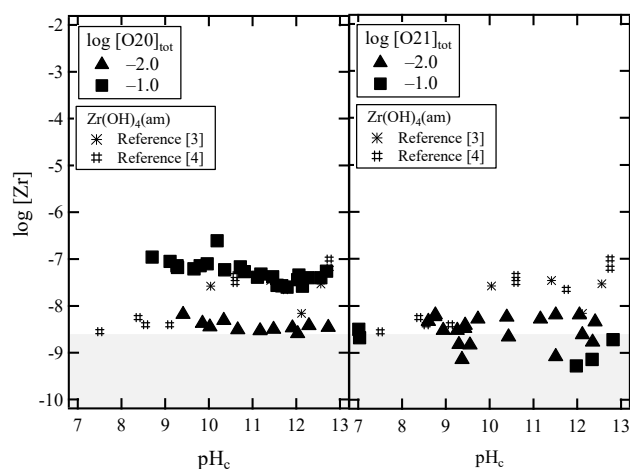 log [O20]tot
▲ –2.0
■ –1.0
Zr(OH)4(am)
✳ Reference [3]
⌗ Reference [4]
log [O21]tot
▲ –2.0
■ –1.0
Zr(OH)4(am)
✳ Reference [3]
⌗ Reference [4]
log [Zr]
-2
-3
-4
-5
-6
-7
-8
-9
-10
7 8 9 10 11 12 13
7 8 9 10 11 12 13
pHc
pHc